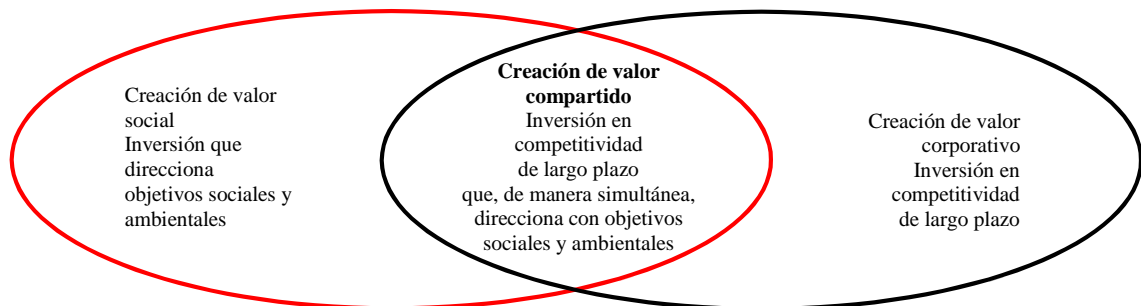 Creación de valor
social
Inversión que
direcciona
objetivos sociales y
ambientales
Creación de valor
compartido
Inversión en
competitividad
de largo plazo
que, de manera simultánea,
direcciona con objetivos
sociales y ambientales
Creación de valor
corporativo
Inversión en
competitividad
de largo plazo